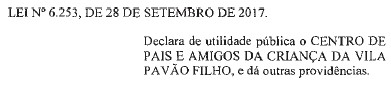 LEI Nº 6.253, DE 28 DE SETEMBRO DE 2017.
Declara de utilidade pública o CENTRO DE
PAIS E AMIGOS DA CRIANÇA DA VILA
PAVÃO FILHO, e dá outras providências.